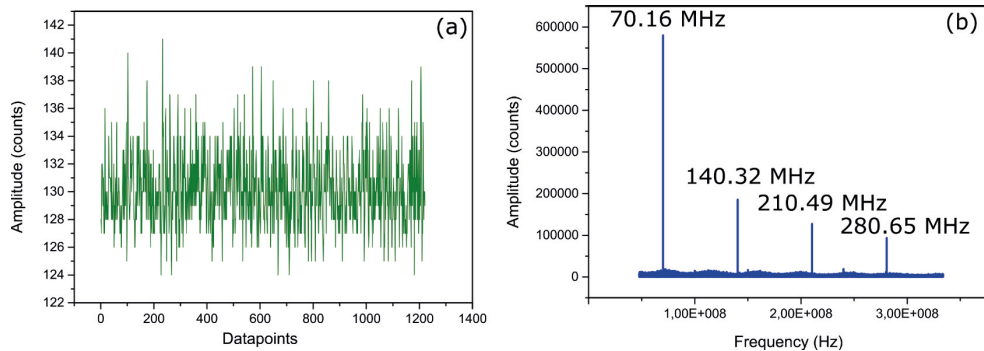 (a)
142
140
138
136
134
132
130
128
126
124
122
Amplitude (counts)
0
200
400
600
800
1000
1200
1400
Datapoints
(b)
70.16 MHz
140.32 MHz
210.49 MHz
280.65 MHz
600000
500000
400000
300000
200000
100000
0
Amplitude (counts)
1,00E+008
2,00E+008
3,00E+008
Frequency (Hz)